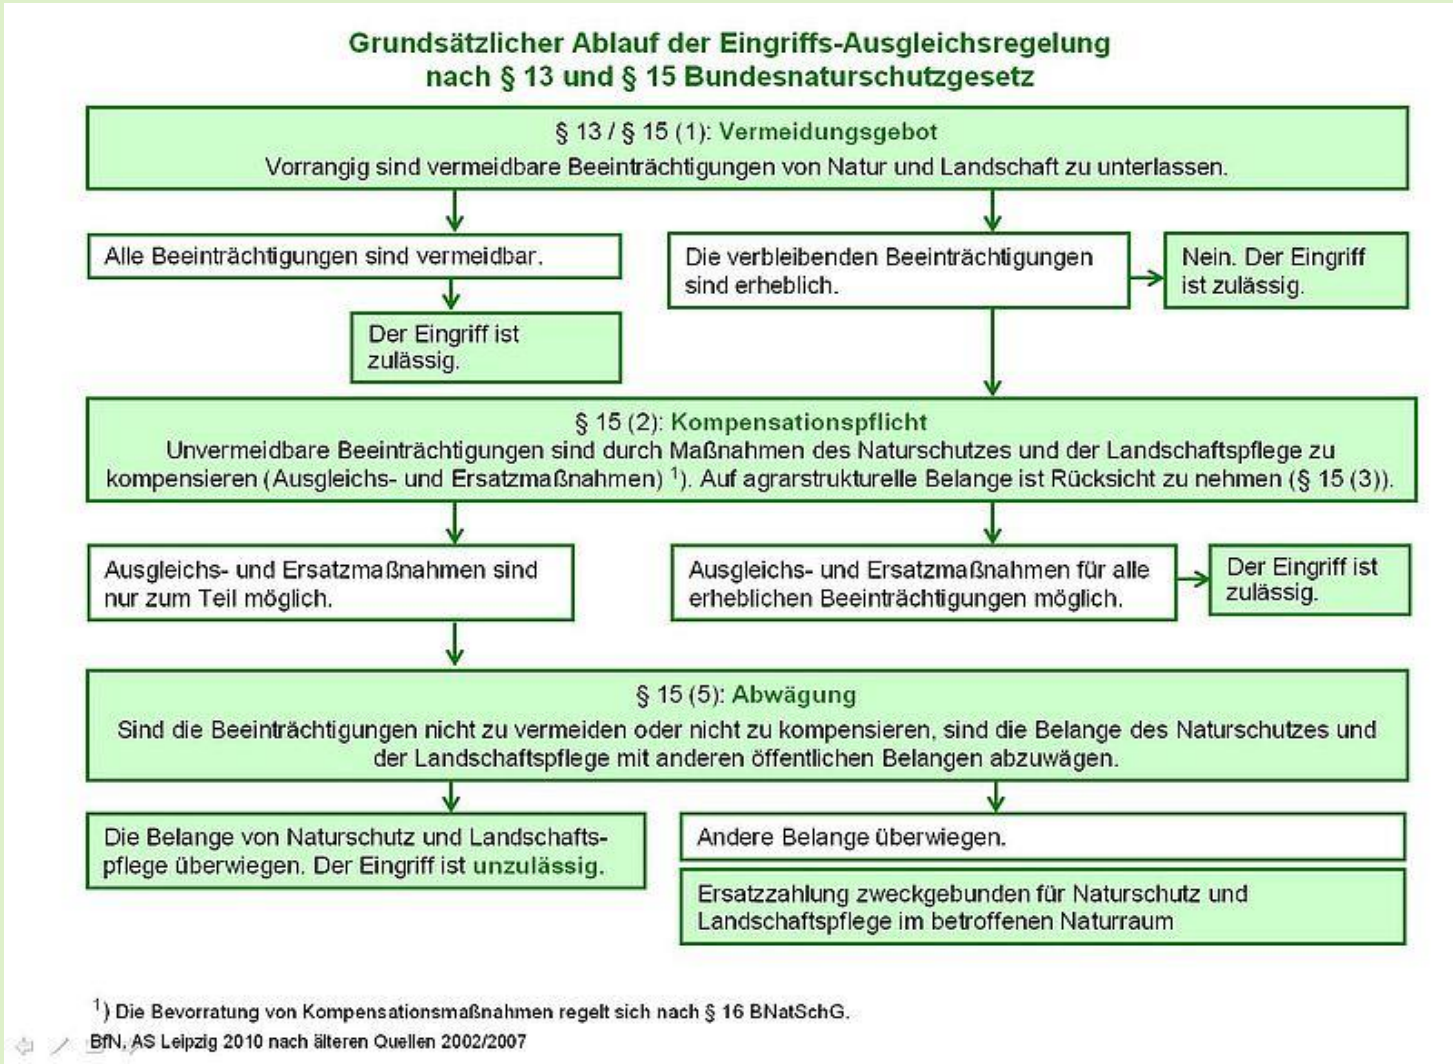 Grundsätzlicher Ablauf der Eingriffs-Ausgleichsregelung
nach § 13 und § 15 Bundesnaturschutzgesetz
§ 13 / § 15 (1): Vermeidungsgebot
Vorrangig sind vermeidbare Beeinträchtigungen von Natur und Landschaft zu unterlassen.
Alle Beeinträchtigungen sind vermeidbar.
Der Eingriff ist
zulässig.
Die verbleibenden Beeinträchtigungen
sind erheblich.
Nein. Der Eingriff
ist zulässig.
§ 15 (2): Kompensationspflicht
Unvermeidbare Beeinträchtigungen sind durch Maßnahmen des Naturschutzes und der Landschaftspflege zu
kompensieren (Ausgleichs- und Ersatzmaßnahmen) ¹). Auf agrarstrukturelle Belange ist Rücksicht zu nehmen (§ 15 (3)).
Ausgleichs- und Ersatzmaßnahmen sind
nur zum Teil möglich.
Ausgleichs- und Ersatzmaßnahmen für alle
erheblichen Beeinträchtigungen möglich.
Der Eingriff ist
zulässig.
§ 15 (5): Abwägung
Sind die Beeinträchtigungen nicht zu vermeiden oder nicht zu kompensieren, sind die Belange des Naturschutzes und
der Landschaftspflege mit anderen öffentlichen Belangen abzuwägen.
Die Belange von Naturschutz und Landschafts-
pflege überwiegen. Der Eingriff ist unzulässig.
Andere Belange überwiegen.
Ersatzzahlung zweckgebunden für Naturschutz und
Landschaftspflege im betroffenen Naturraum
¹) Die Bevorratung von Kompensationsmaßnahmen regelt sich nach § 16 BNatSchG.
BfN, AS Leipzig 2010 nach älteren Quellen 2002/2007